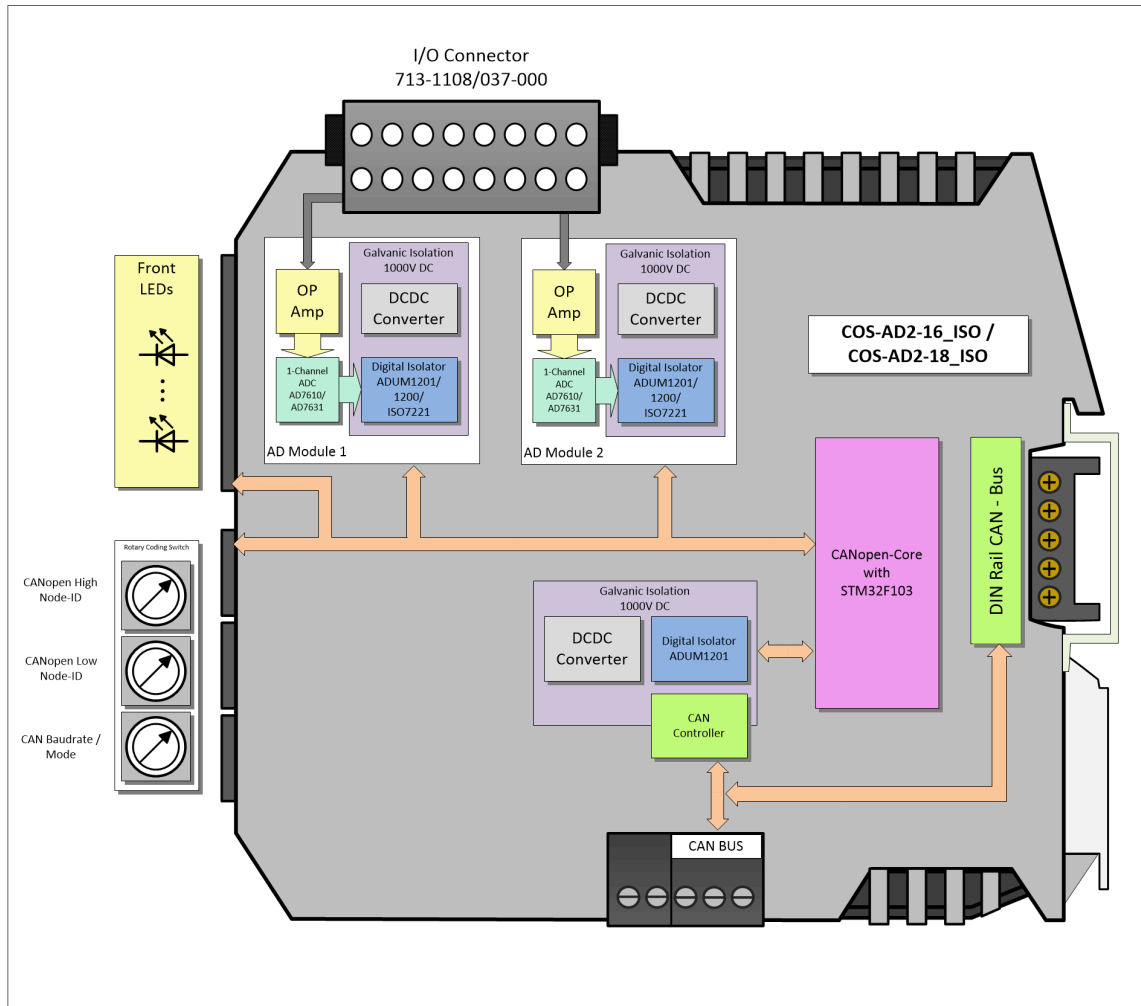 I/O Connector
713-1108/037-000
Front
LEDs
Galvanic Isolation
1000V DC
OP
Amp
DCDC
Converter
1-Channel
ADC
AD7610/
AD7631
Digital Isolator
ADUM1201/
1200/
ISO7221
AD Module 1
Galvanic Isolation
1000V DC
OP
Amp
DCDC
Converter
1-Channel
ADC
AD7610/
AD7631
Digital Isolator
ADUM1201/
1200/
ISO7221
AD Module 2
COS-AD2-16_ISO /
COS-AD2-18_ISO
DIN Rail CAN - Bus
CANopen-Core
with
STM32F103
Rotary Coding Switch
CANopen High
Node-ID
CANopen Low
Node-ID
CAN Baudrate /
Mode
Galvanic Isolation
1000V DC
DCDC
Converter
Digital Isolator
ADUM1201
CAN
Controller
CAN BUS